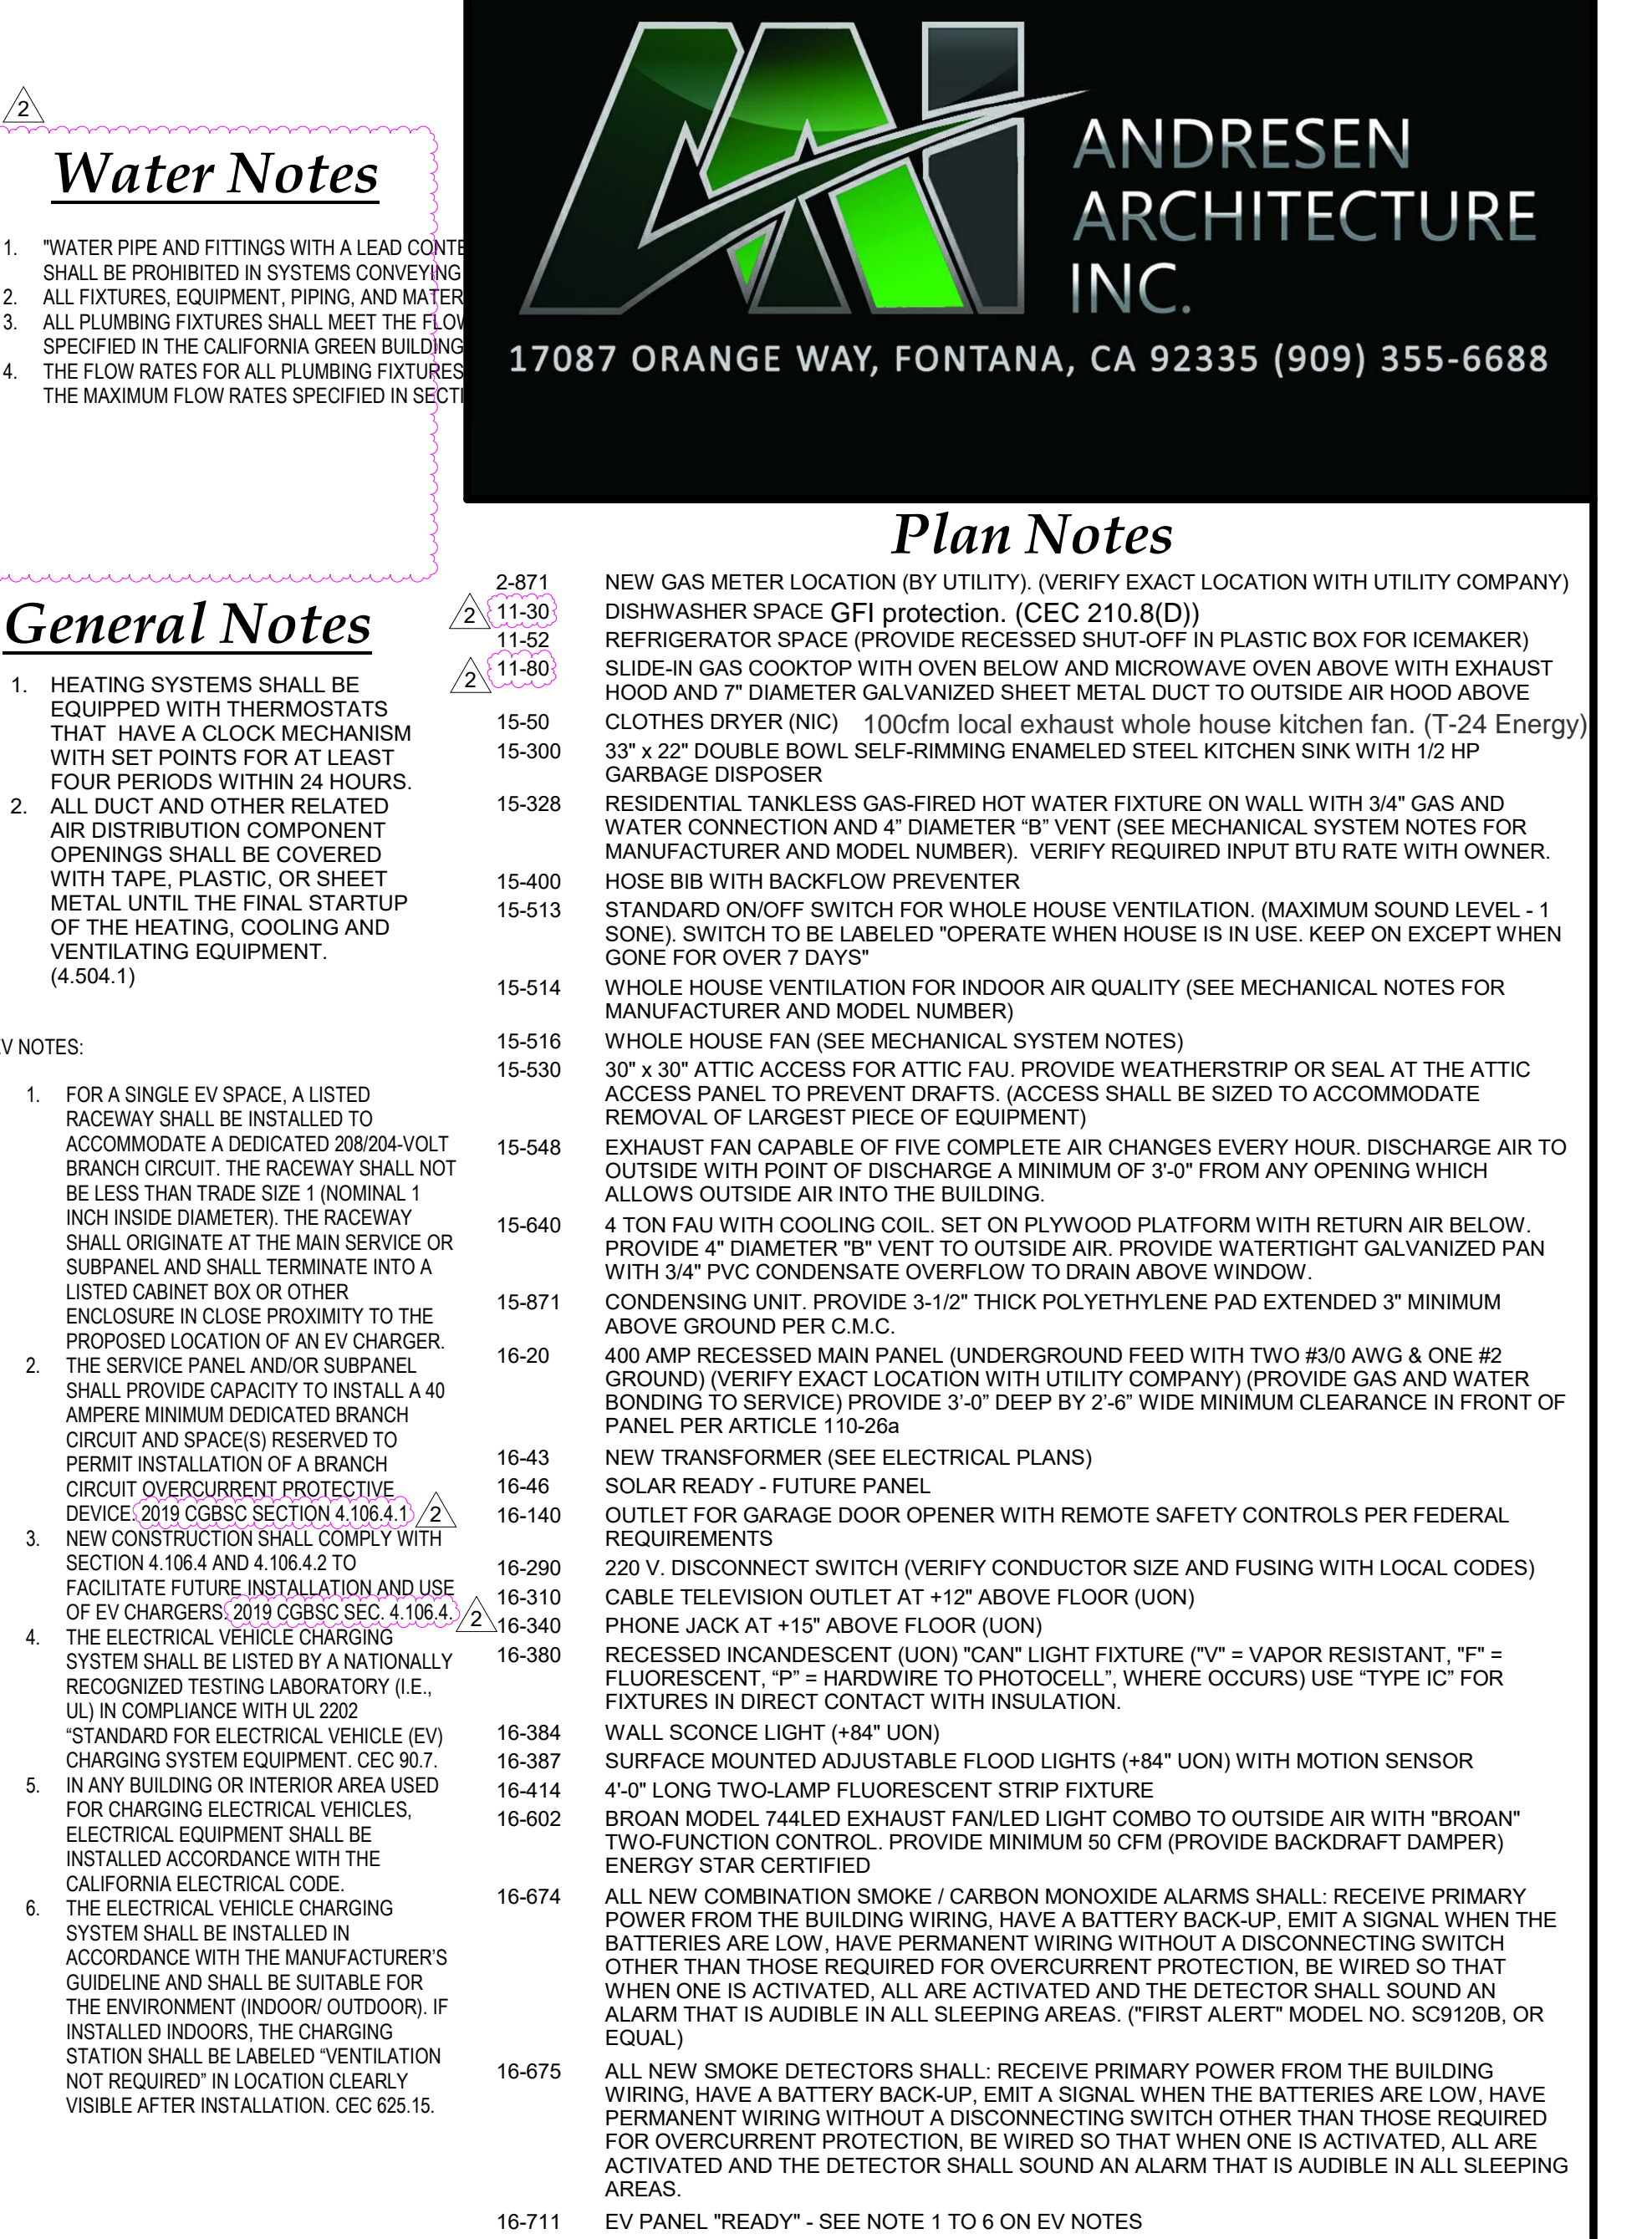 2
Water Notes
1. "WATER PIPE AND FITTINGS WITH A LEAD CONTE
SHALL BE PROHIBITED IN SYSTEMS CONVEYING
2. ALL FIXTURES, EQUIPMENT, PIPING, AND MATER
3. ALL PLUMBING FIXTURES SHALL MEET THE FLOW
SPECIFIED IN THE CALIFORNIA GREEN BUILDING
4. THE FLOW RATES FOR ALL PLUMBING FIXTURES
THE MAXIMUM FLOW RATES SPECIFIED IN SECTI
General Notes
1. HEATING SYSTEMS SHALL BE
EQUIPPED WITH THERMOSTATS
THAT HAVE A CLOCK MECHANISM
WITH SET POINTS FOR AT LEAST
FOUR PERIODS WITHIN 24 HOURS.
2. ALL DUCT AND OTHER RELATED
AIR DISTRIBUTION COMPONENT
OPENINGS SHALL BE COVERED
WITH TAPE, PLASTIC, OR SHEET
METAL UNTIL THE FINAL STARTUP
OF THE HEATING, COOLING AND
VENTILATING EQUIPMENT.
(4.504.1)
EV NOTES:
1. FOR A SINGLE EV SPACE, A LISTED
RACEWAY SHALL BE INSTALLED TO
ACCOMMODATE A DEDICATED 208/204-VOLT
BRANCH CIRCUIT. THE RACEWAY SHALL NOT
BE LESS THAN TRADE SIZE 1 (NOMINAL 1
INCH INSIDE DIAMETER). THE RACEWAY
SHALL ORIGINATE AT THE MAIN SERVICE OR
SUBPANEL AND SHALL TERMINATE INTO A
LISTED CABINET BOX OR OTHER
ENCLOSURE IN CLOSE PROXIMITY TO THE
PROPOSED LOCATION OF AN EV CHARGER.
2. THE SERVICE PANEL AND/OR SUBPANEL
SHALL PROVIDE CAPACITY TO INSTALL A 40
AMPERE MINIMUM DEDICATED BRANCH
CIRCUIT AND SPACE(S) RESERVED TO
PERMIT INSTALLATION OF A BRANCH
CIRCUIT OVERCURRENT PROTECTIVE
DEVICE. 2019 CGBSC SECTION 4.106.4.1 2
3. NEW CONSTRUCTION SHALL COMPLY WITH
SECTION 4.106.4 AND 4.106.4.2 TO
FACILITATE FUTURE INSTALLATION AND USE
OF EV CHARGERS. 2019 CGBSC SEC. 4.106.4. 2
4. THE ELECTRICAL VEHICLE CHARGING
SYSTEM SHALL BE LISTED BY A NATIONALLY
RECOGNIZED TESTING LABORATORY (I.E.,
UL) IN COMPLIANCE WITH UL 2202
“STANDARD FOR ELECTRICAL VEHICLE (EV)
CHARGING SYSTEM EQUIPMENT. CEC 90.7.
5. IN ANY BUILDING OR INTERIOR AREA USED
FOR CHARGING ELECTRICAL VEHICLES,
ELECTRICAL EQUIPMENT SHALL BE
INSTALLED ACCORDANCE WITH THE
CALIFORNIA ELECTRICAL CODE.
6. THE ELECTRICAL VEHICLE CHARGING
SYSTEM SHALL BE INSTALLED IN
ACCORDANCE WITH THE MANUFACTURER’S
GUIDELINE AND SHALL BE SUITABLE FOR
THE ENVIRONMENT (INDOOR/ OUTDOOR). IF
INSTALLED INDOORS, THE CHARGING
STATION SHALL BE LABELED “VENTILATION
NOT REQUIRED” IN LOCATION CLEARLY
VISIBLE AFTER INSTALLATION. CEC 625.15.
ANDRESEN
ARCHITECTURE
INC.
17087 ORANGE WAY, FONTANA, CA 92335 (909) 355-6688
Plan Notes
2-871 NEW GAS METER LOCATION (BY UTILITY). (VERIFY EXACT LOCATION WITH UTILITY COMPANY)
2 11-30 DISHWASHER SPACE GFI protection. (CEC 210.8(D))
11-52 REFRIGERATOR SPACE (PROVIDE RECESSED SHUT-OFF IN PLASTIC BOX FOR ICEMAKER)
2 11-80 SLIDE-IN GAS COOKTOP WITH OVEN BELOW AND MICROWAVE OVEN ABOVE WITH EXHAUST
HOOD AND 7" DIAMETER GALVANIZED SHEET METAL DUCT TO OUTSIDE AIR HOOD ABOVE
15-50 CLOTHES DRYER (NIC) 100cfm local exhaust whole house kitchen fan. (T-24 Energy)
15-300 33" x 22" DOUBLE BOWL SELF-RIMMING ENAMELED STEEL KITCHEN SINK WITH 1/2 HP
GARBAGE DISPOSER
15-328 RESIDENTIAL TANKLESS GAS-FIRED HOT WATER FIXTURE ON WALL WITH 3/4" GAS AND
WATER CONNECTION AND 4” DIAMETER “B” VENT (SEE MECHANICAL SYSTEM NOTES FOR
MANUFACTURER AND MODEL NUMBER). VERIFY REQUIRED INPUT BTU RATE WITH OWNER.
15-400 HOSE BIB WITH BACKFLOW PREVENTER
15-513 STANDARD ON/OFF SWITCH FOR WHOLE HOUSE VENTILATION. (MAXIMUM SOUND LEVEL - 1
SONE). SWITCH TO BE LABELED "OPERATE WHEN HOUSE IS IN USE. KEEP ON EXCEPT WHEN
GONE FOR OVER 7 DAYS"
15-514 WHOLE HOUSE VENTILATION FOR INDOOR AIR QUALITY (SEE MECHANICAL NOTES FOR
MANUFACTURER AND MODEL NUMBER)
15-516 WHOLE HOUSE FAN (SEE MECHANICAL SYSTEM NOTES)
15-530 30" x 30" ATTIC ACCESS FOR ATTIC FAU. PROVIDE WEATHERSTRIP OR SEAL AT THE ATTIC
ACCESS PANEL TO PREVENT DRAFTS. (ACCESS SHALL BE SIZED TO ACCOMMODATE
REMOVAL OF LARGEST PIECE OF EQUIPMENT)
15-548 EXHAUST FAN CAPABLE OF FIVE COMPLETE AIR CHANGES EVERY HOUR. DISCHARGE AIR TO
OUTSIDE WITH POINT OF DISCHARGE A MINIMUM OF 3'-0" FROM ANY OPENING WHICH
ALLOWS OUTSIDE AIR INTO THE BUILDING.
15-640 4 TON FAU WITH COOLING COIL. SET ON PLYWOOD PLATFORM WITH RETURN AIR BELOW.
PROVIDE 4" DIAMETER "B" VENT TO OUTSIDE AIR. PROVIDE WATERTIGHT GALVANIZED PAN
WITH 3/4" PVC CONDENSATE OVERFLOW TO DRAIN ABOVE WINDOW.
15-871 CONDENSING UNIT. PROVIDE 3-1/2" THICK POLYETHYLENE PAD EXTENDED 3" MINIMUM
ABOVE GROUND PER C.M.C.
16-20 400 AMP RECESSED MAIN PANEL (UNDERGROUND FEED WITH TWO #3/0 AWG & ONE #2
GROUND) (VERIFY EXACT LOCATION WITH UTILITY COMPANY) (PROVIDE GAS AND WATER
BONDING TO SERVICE) PROVIDE 3’-0” DEEP BY 2’-6” WIDE MINIMUM CLEARANCE IN FRONT OF
PANEL PER ARTICLE 110-26a
16-43 NEW TRANSFORMER (SEE ELECTRICAL PLANS)
16-46 SOLAR READY - FUTURE PANEL
16-140 OUTLET FOR GARAGE DOOR OPENER WITH REMOTE SAFETY CONTROLS PER FEDERAL
REQUIREMENTS
16-290 220 V. DISCONNECT SWITCH (VERIFY CONDUCTOR SIZE AND FUSING WITH LOCAL CODES)
16-310 CABLE TELEVISION OUTLET AT +12" ABOVE FLOOR (UON)
16-340 PHONE JACK AT +15" ABOVE FLOOR (UON)
16-380 RECESSED INCANDESCENT (UON) "CAN" LIGHT FIXTURE ("V" = VAPOR RESISTANT, "F" =
FLUORESCENT, “P” = HARDWIRE TO PHOTOCELL”, WHERE OCCURS) USE “TYPE IC” FOR
FIXTURES IN DIRECT CONTACT WITH INSULATION.
16-384 WALL SCONCE LIGHT (+84" UON)
16-387 SURFACE MOUNTED ADJUSTABLE FLOOD LIGHTS (+84" UON) WITH MOTION SENSOR
16-414 4'-0" LONG TWO-LAMP FLUORESCENT STRIP FIXTURE
16-602 BROAN MODEL 744LED EXHAUST FAN/LED LIGHT COMBO TO OUTSIDE AIR WITH "BROAN"
TWO-FUNCTION CONTROL. PROVIDE MINIMUM 50 CFM (PROVIDE BACKDRAFT DAMPER)
ENERGY STAR CERTIFIED
16-674 ALL NEW COMBINATION SMOKE / CARBON MONOXIDE ALARMS SHALL: RECEIVE PRIMARY
POWER FROM THE BUILDING WIRING, HAVE A BATTERY BACK-UP, EMIT A SIGNAL WHEN THE
BATTERIES ARE LOW, HAVE PERMANENT WIRING WITHOUT A DISCONNECTING SWITCH
OTHER THAN THOSE REQUIRED FOR OVERCURRENT PROTECTION, BE WIRED SO THAT
WHEN ONE IS ACTIVATED, ALL ARE ACTIVATED AND THE DETECTOR SHALL SOUND AN
ALARM THAT IS AUDIBLE IN ALL SLEEPING AREAS. ("FIRST ALERT" MODEL NO. SC9120B, OR
EQUAL)
16-675 ALL NEW SMOKE DETECTORS SHALL: RECEIVE PRIMARY POWER FROM THE BUILDING
WIRING, HAVE A BATTERY BACK-UP, EMIT A SIGNAL WHEN THE BATTERIES ARE LOW, HAVE
PERMANENT WIRING WITHOUT A DISCONNECTING SWITCH OTHER THAN THOSE REQUIRED
FOR OVERCURRENT PROTECTION, BE WIRED SO THAT WHEN ONE IS ACTIVATED, ALL ARE
ACTIVATED AND THE DETECTOR SHALL SOUND AN ALARM THAT IS AUDIBLE IN ALL SLEEPING
AREAS.
16-711 EV PANEL "READY" - SEE NOTE 1 TO 6 ON EV NOTES